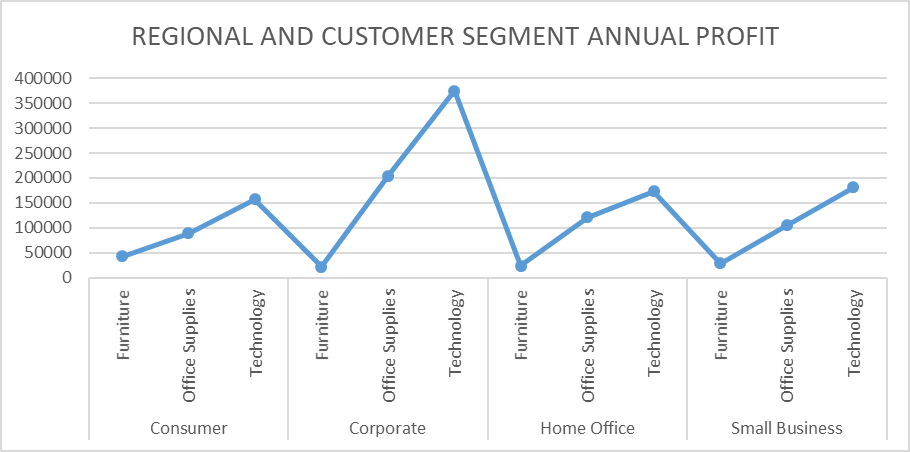 REGIONAL AND CUSTOMER SEGMENT ANNUAL PROFIT
400000
350000
300000
250000
200000
150000
100000
50000
0
Furniture
Office Supplies
Technology
Furniture
Office Supplies
Technology
Furniture
Office Supplies
Technology
Furniture
Office Supplies
Technology
Consumer
Corporate
Home Office
Small Business